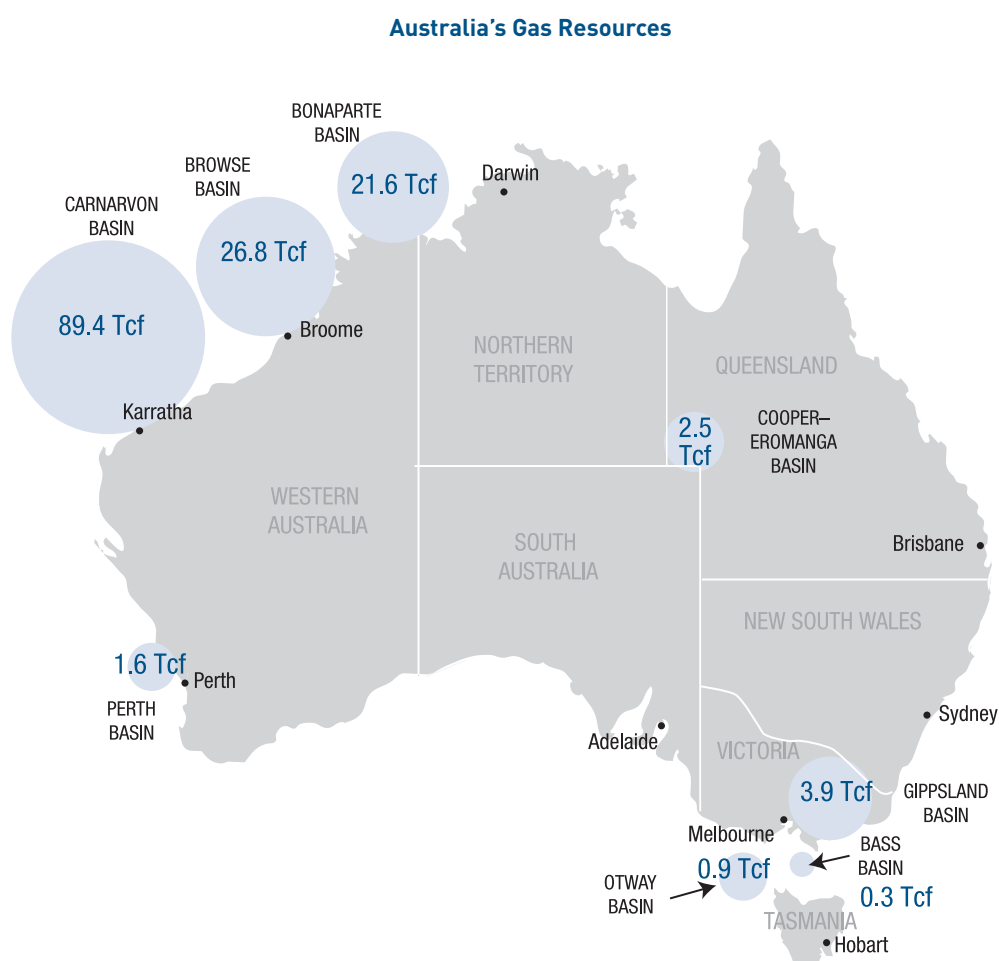 Australia’s Gas Resources
BONAPARTE
BASIN
21.6 Tcf
BROWSE
BASIN
26.8 Tcf
CARNARVON
BASIN
89.4 Tcf
Darwin
Broome
Karratha
NORTHERN
TERRITORY
QUEENSLAND
2.5
Tcf
COOPER–
EROMANGA
BASIN
WESTERN
AUSTRALIA
SOUTH
AUSTRALIA
Brisbane
NEW SOUTH WALES
1.6 Tcf
Perth
PERTH
BASIN
Adelaide
Sydney
VICTORIA
3.9 Tcf
GIPPSLAND
BASIN
Melbourne
BASS
BASIN
0.3 Tcf
0.9 Tcf
OTWAY
BASIN
TASMANIA
Hobart